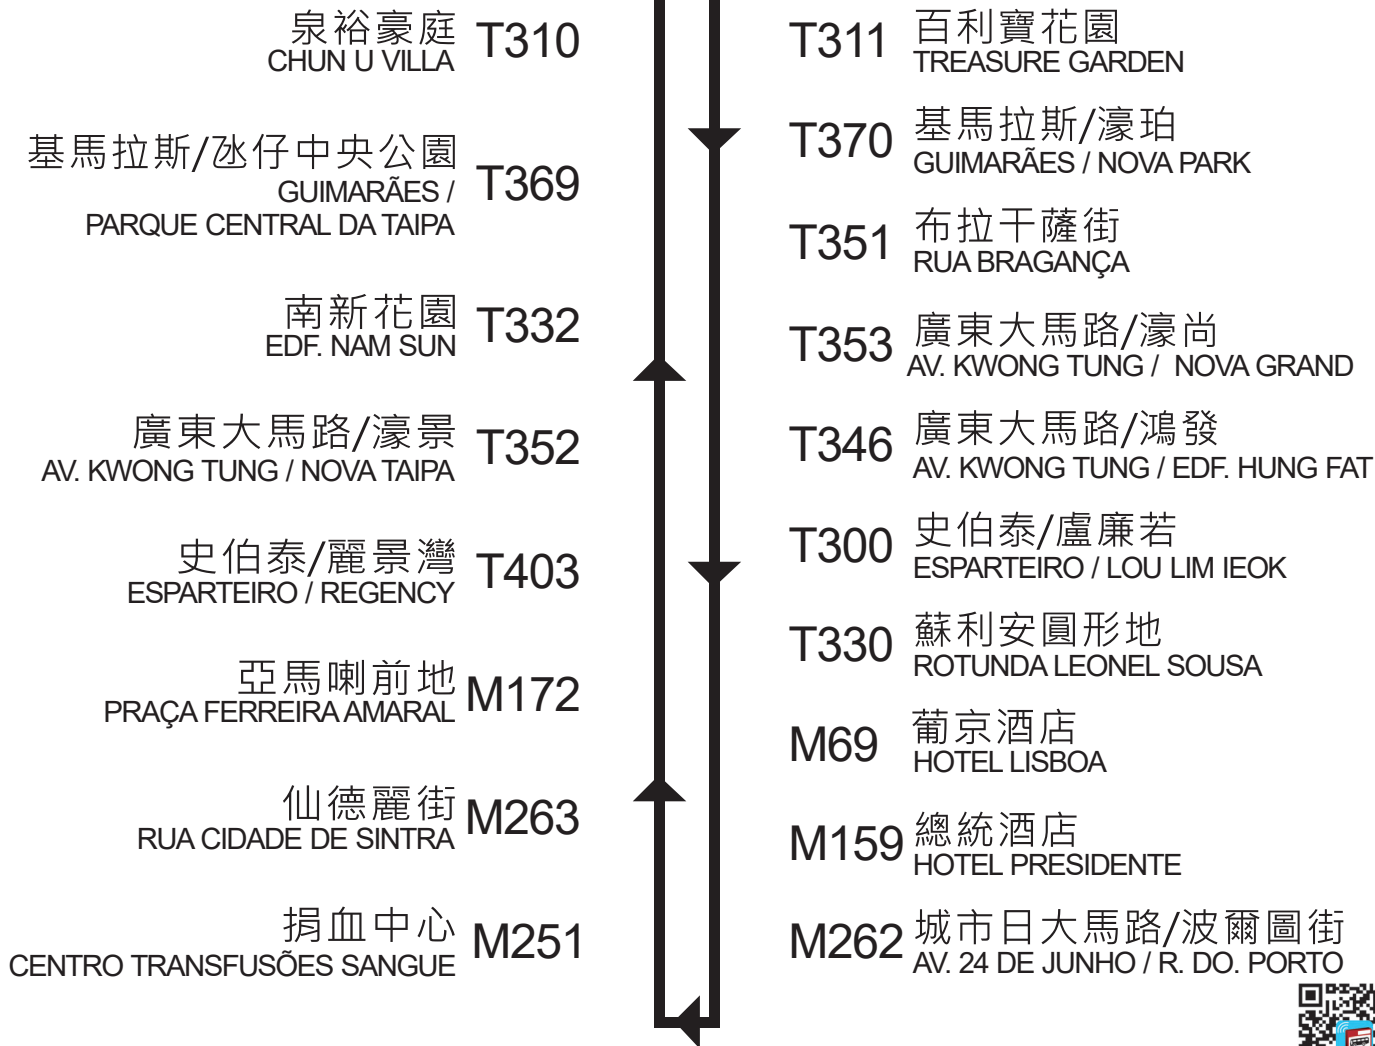 泉裕豪庭
CHUN U VILLA
T310
基馬拉斯/氹仔中央公園
GUIMARÃES /
PARQUE CENTRAL DA TAIPA
T369
南新花園
EDF. NAM SUN
T332
廣東大馬路/濠景
AV. KWONG TUNG / NOVA TAIPA
T352
史伯泰/麗景灣
ESPARTEIRO / REGENCY
T403
亞馬喇前地
PRAÇA FERREIRA AMARAL
M172
仙德麗街
RUA CIDADE DE SINTRA
M263
捐血中心
CENTRO TRANSFUSÕES SANGUE
M251
T311
百利寶花園
TREASURE GARDEN
T370
基馬拉斯/濠珀
GUIMARÃES / NOVA PARK
T351
布拉干薩街
RUA BRAGANÇA
T353
廣東大馬路/濠尚
AV. KWONG TUNG / NOVA GRAND
T346
廣東大馬路/鴻發
AV. KWONG TUNG / EDF. HUNG FAT
T300
史伯泰/盧廉若
ESPARTEIRO / LOU LIM IEOK
T330
蘇利安圓形地
ROTUNDA LEONEL SOUSA
M69
葡京酒店
HOTEL LISBOA
M159
總統酒店
HOTEL PRESIDENTE
M262
城市日大馬路/波爾圖街
AV. 24 DE JUNHO / R. DO. PORTO